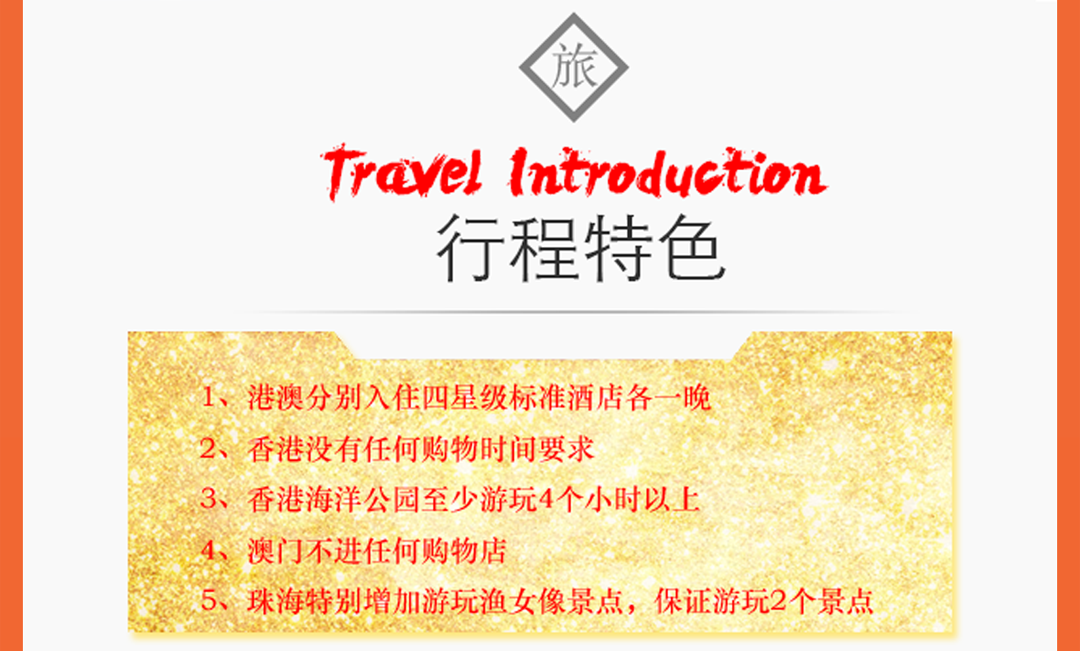 旅
Travel Introduction
行程特色
1、港澳分别入住四星级标准酒店各一晚
2、香港没有任何购物时间要求
3、香港海洋公园至少游玩4个小时以上
4、澳门不进任何购物店
5、珠海特别增加游玩渔女像景点，保证游玩2个景点